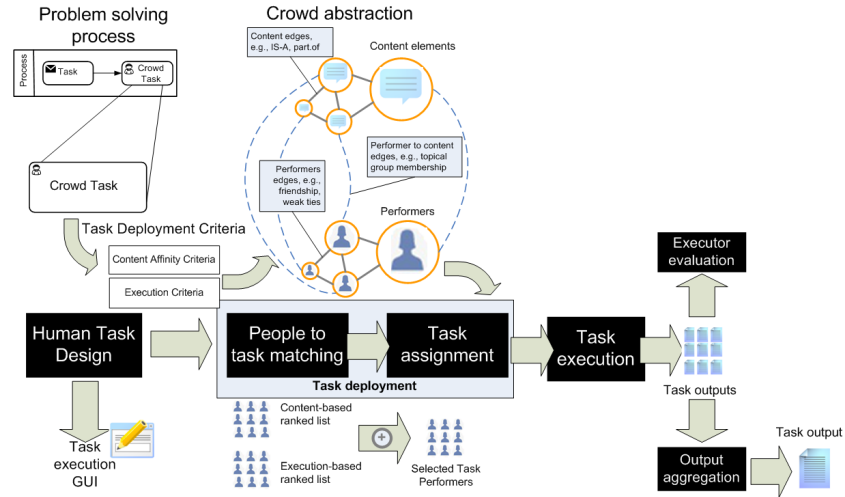 Problem solving
process
Process
Task
Crowd
Task
Crowd Task
Crowd abstraction
Content edges,
e.g., IS-A, part.of
Content elements
Performer to content
edges, e.g., topical
group membership
Performers
edges, e.g.,
friendship,
weak ties
Performers
Task Deployment Criteria
Content Affinity Criteria
Execution Criteria
Human Task
Design
People to
task matching
Task
assignment
Task deployment
Task
execution
Executor
evaluation
Task outputs
Output
aggregation
Task output
Task
execution
GUI
Content-based
ranked list
Execution-based
ranked list
Selected Task
Performers